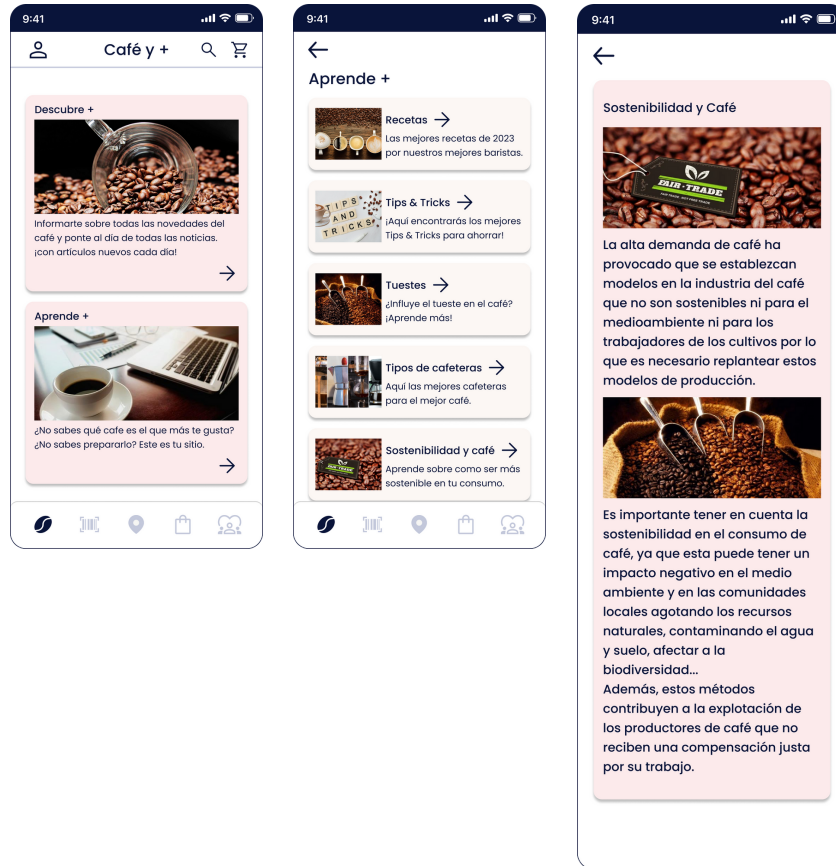 9:41
Café y +
Descubre +
Informarte sobre todas las novedades del
café y ponte al día de todas las noticias.
¡con artículos nuevos cada día!
Aprende +
¿No sabes qué cafe es el que más te gusta?
¿No sabes prepararlo? Este es tu sitio.
9:41
Aprende +
Recetas
Las mejores recetas de 2023
por nuestros mejores baristas.
TIPS
AND
TRICKS
Tips & Tricks
¡Aquí encontrarás los mejores
Tips & Tricks para ahorrar!
Tuestes
¿Influye el tueste en el café?
¡Aprende más!
Tipos de cafeteras
Aquí las mejores cafeteras
para el mejor café.
FAIR·TRADE
Sostenibilidad y café
Aprende sobre como ser más
sostenible en tu consumo.
9:41
Sostenibilidad y Café
FAIR·TRADE
La alta demanda de café ha
provocado que se establezcan
modelos en la industria del café
que no son sostenibles ni para el
medioambiente ni para los
trabajadores de los cultivos por lo
que es necesario replantear estos
modelos de producción.
Es importante tener en cuenta la
sostenibilidad en el consumo de
café, ya que esta puede tener un
impacto negativo en el medio
ambiente y en las comunidades
locales agotando los recursos
naturales, contaminando el agua
y suelo, afectar a la
biodiversidad...
Además, estos métodos
contribuyen a la explotación de
los productores de café que no
reciben una compensación justa
por su trabajo.